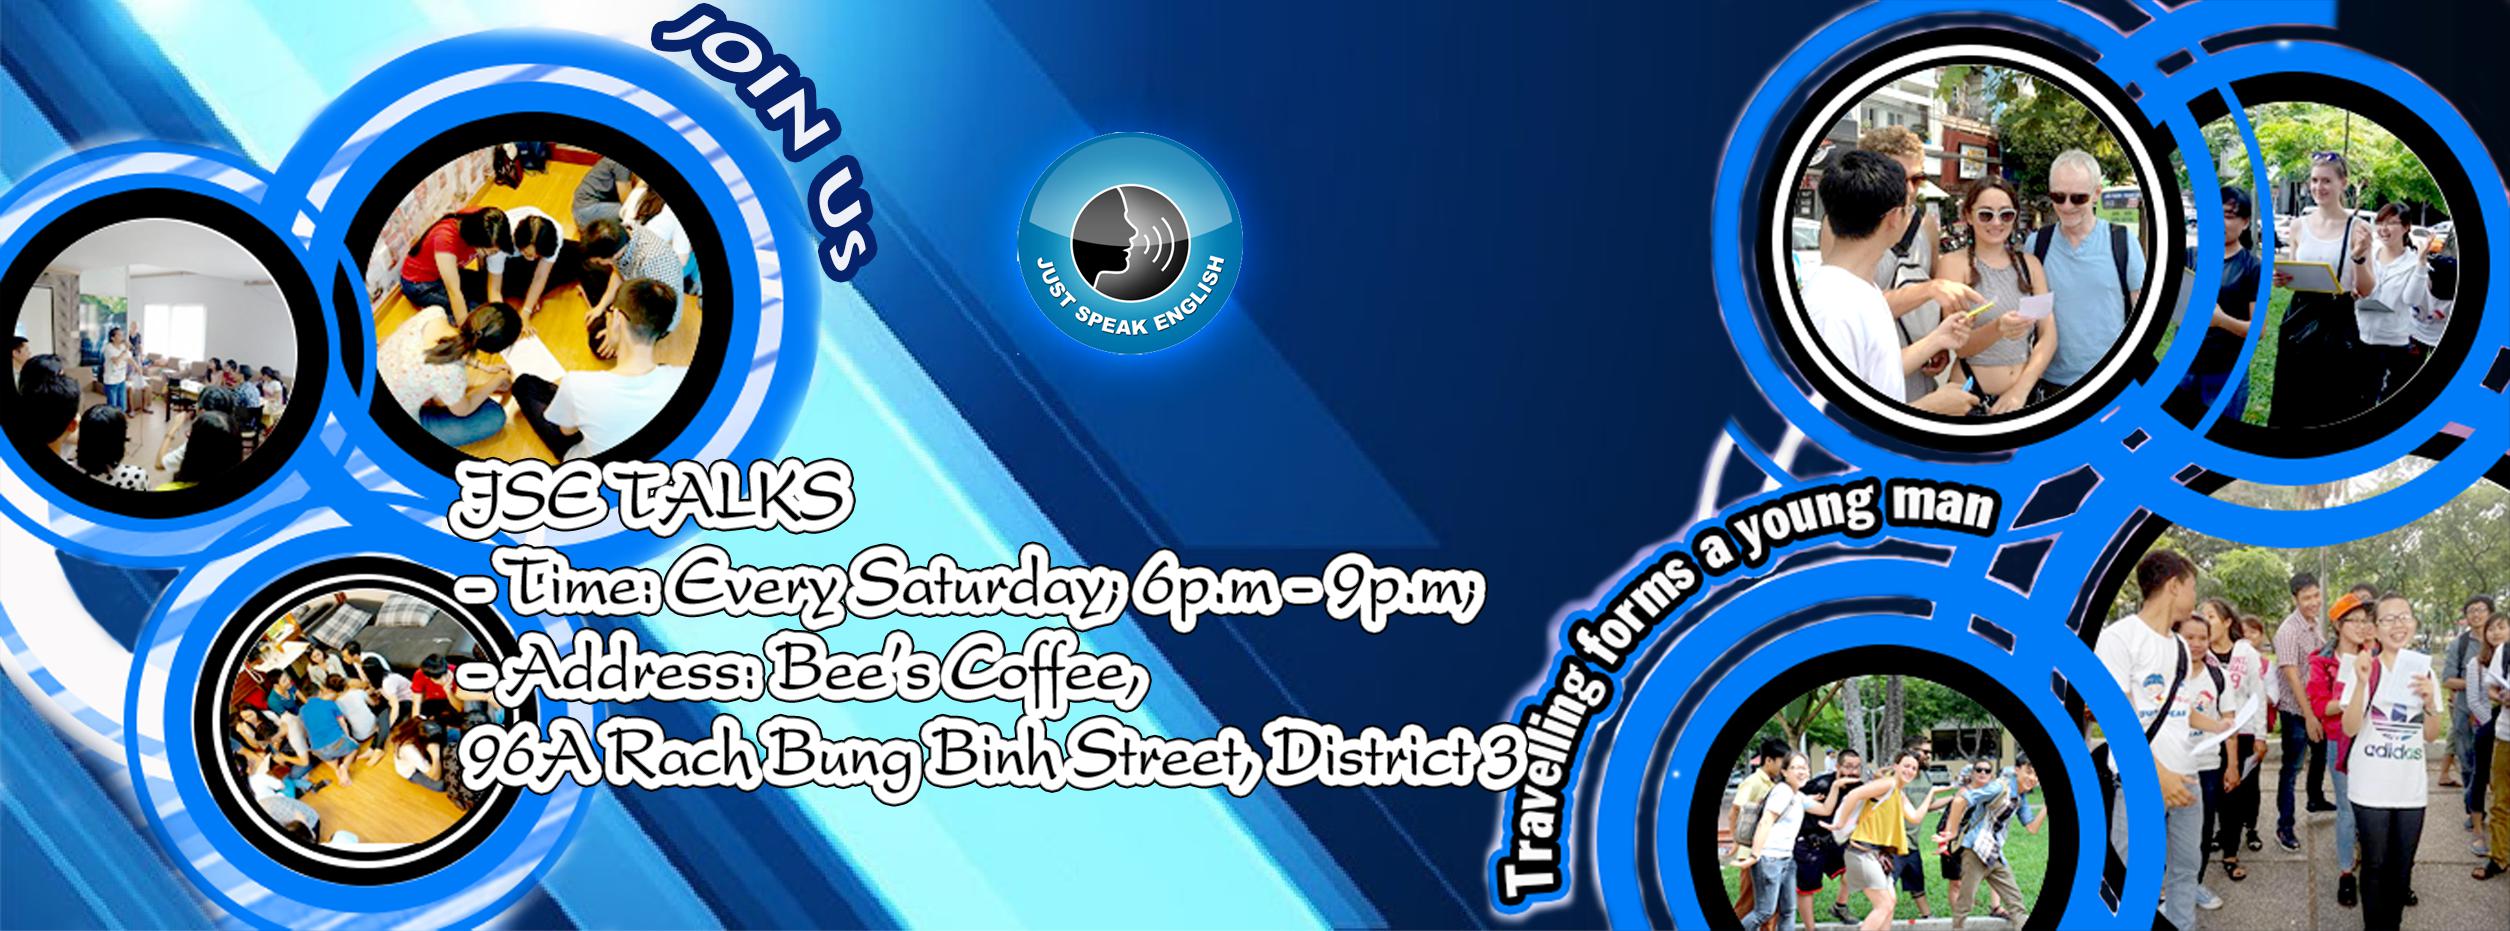 JOIN US
JUST SPEAK ENGLISH
JSE TALKS
- Time: Every Saturday; 6p.m - 9p.m;
- Address: Bee's Coffee,
96A Rach Bung Binh Street, District 3
Travelling forms a young man
adidas